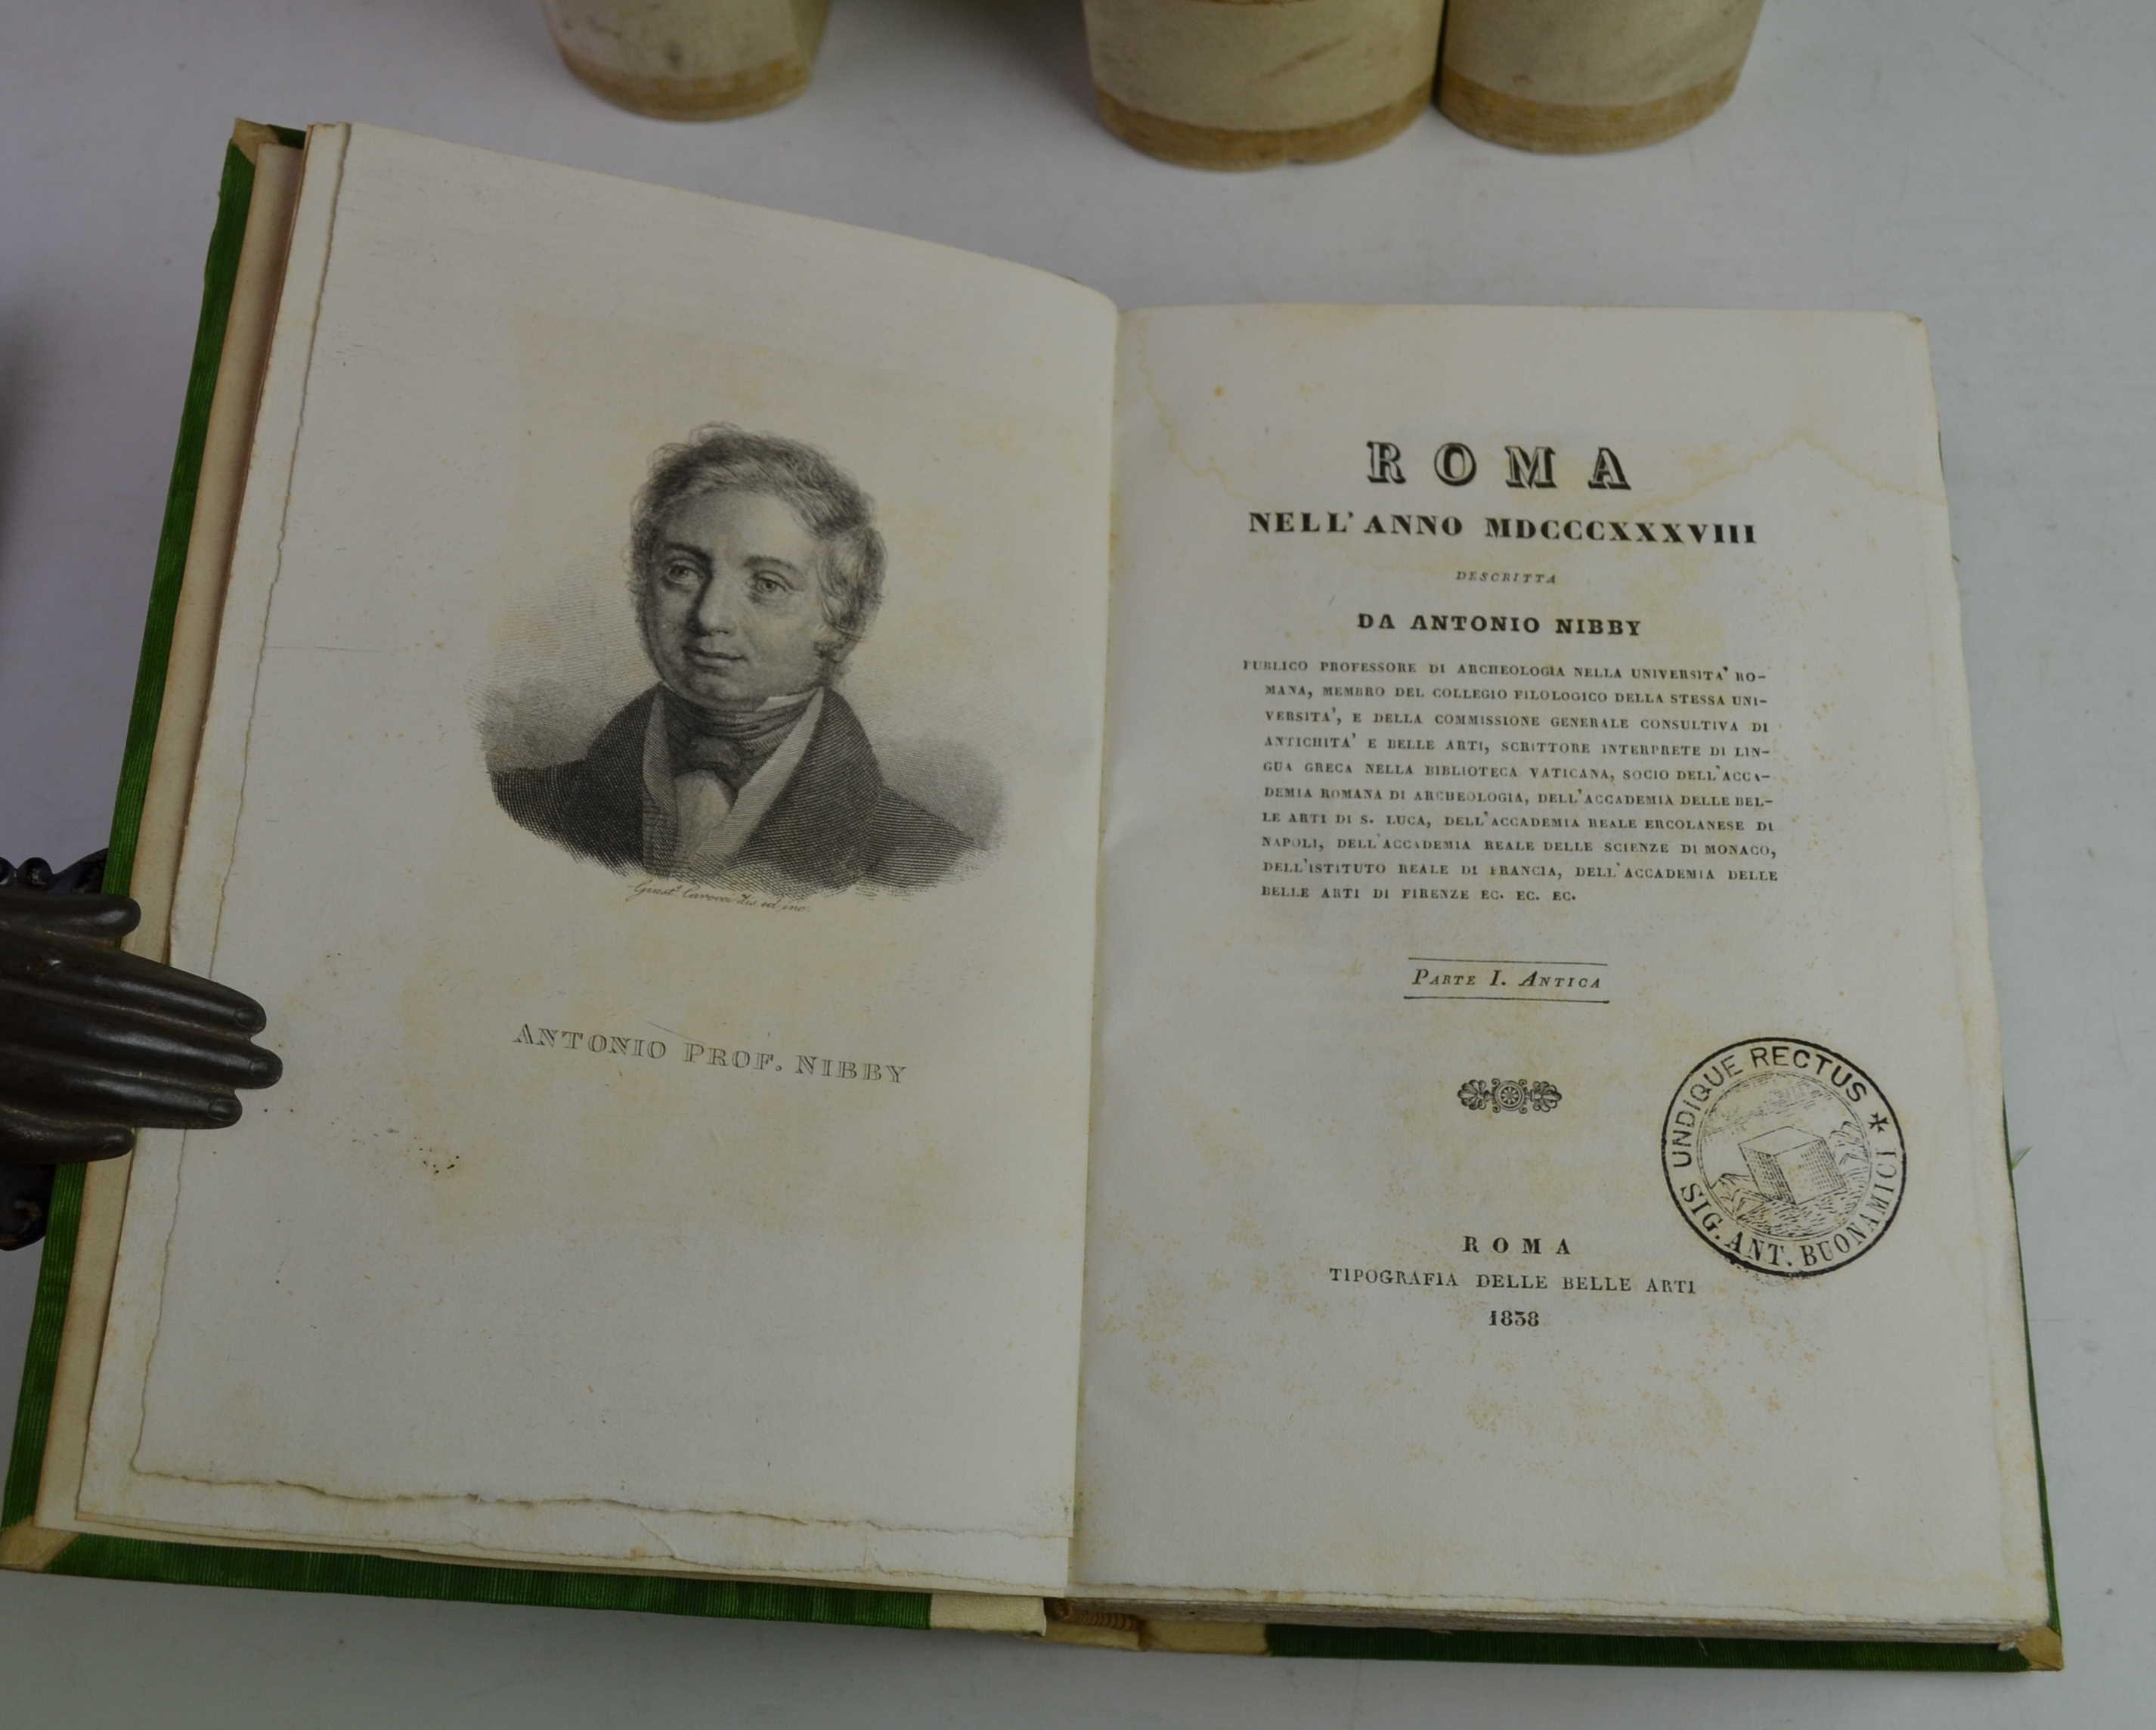 Giust. Carocci dis. ed inc.
ANTONIO PROF. NIBBY
ROMA
NELL' ANNO MDCCCXXXVIII
DESCRITTA
DA ANTONIO NIBBY
PUBLICO PROFESSORE DI ARCHEOLOGIA NELLA UNIVERSITA' RO-
MANA, MEMBRO DEL COLLEGIO FILOLOGICO DELLA STESSA UNI-
VERSITA', E DELLA COMMISSIONE GENERALE CONSULTIVA DI
ANTICHITA' E BELLE ARTI, SCRITTORE INTERPRETE DI LIN-
GUA GRECA NELLA BIBLIOTECA VATICANA, SOCIO DELL'ACCA-
DEMIA ROMANA DI ARCHEOLOGIA, DELL'ACCADEMIA DELLE BEL-
LE ARTI DI S. LUCA, DELL'ACCADEMIA REALE ERCOLANESE DI
NAPOLI, DELL'ACCADEMIA REALE DELLE SCIENZE DI MONACO,
DELL'ISTITUTO REALE DI FRANCIA, DELL'ACCADEMIA DELLE
BELLE ARTI DI FIRENZE EC. EC. EC.
PARTE I. ANTICA
UNDIQUE RECTUS
SIG. ANT. BUONAMICI
ROMA
TIPOGRAFIA DELLE BELLE ARTI
1838